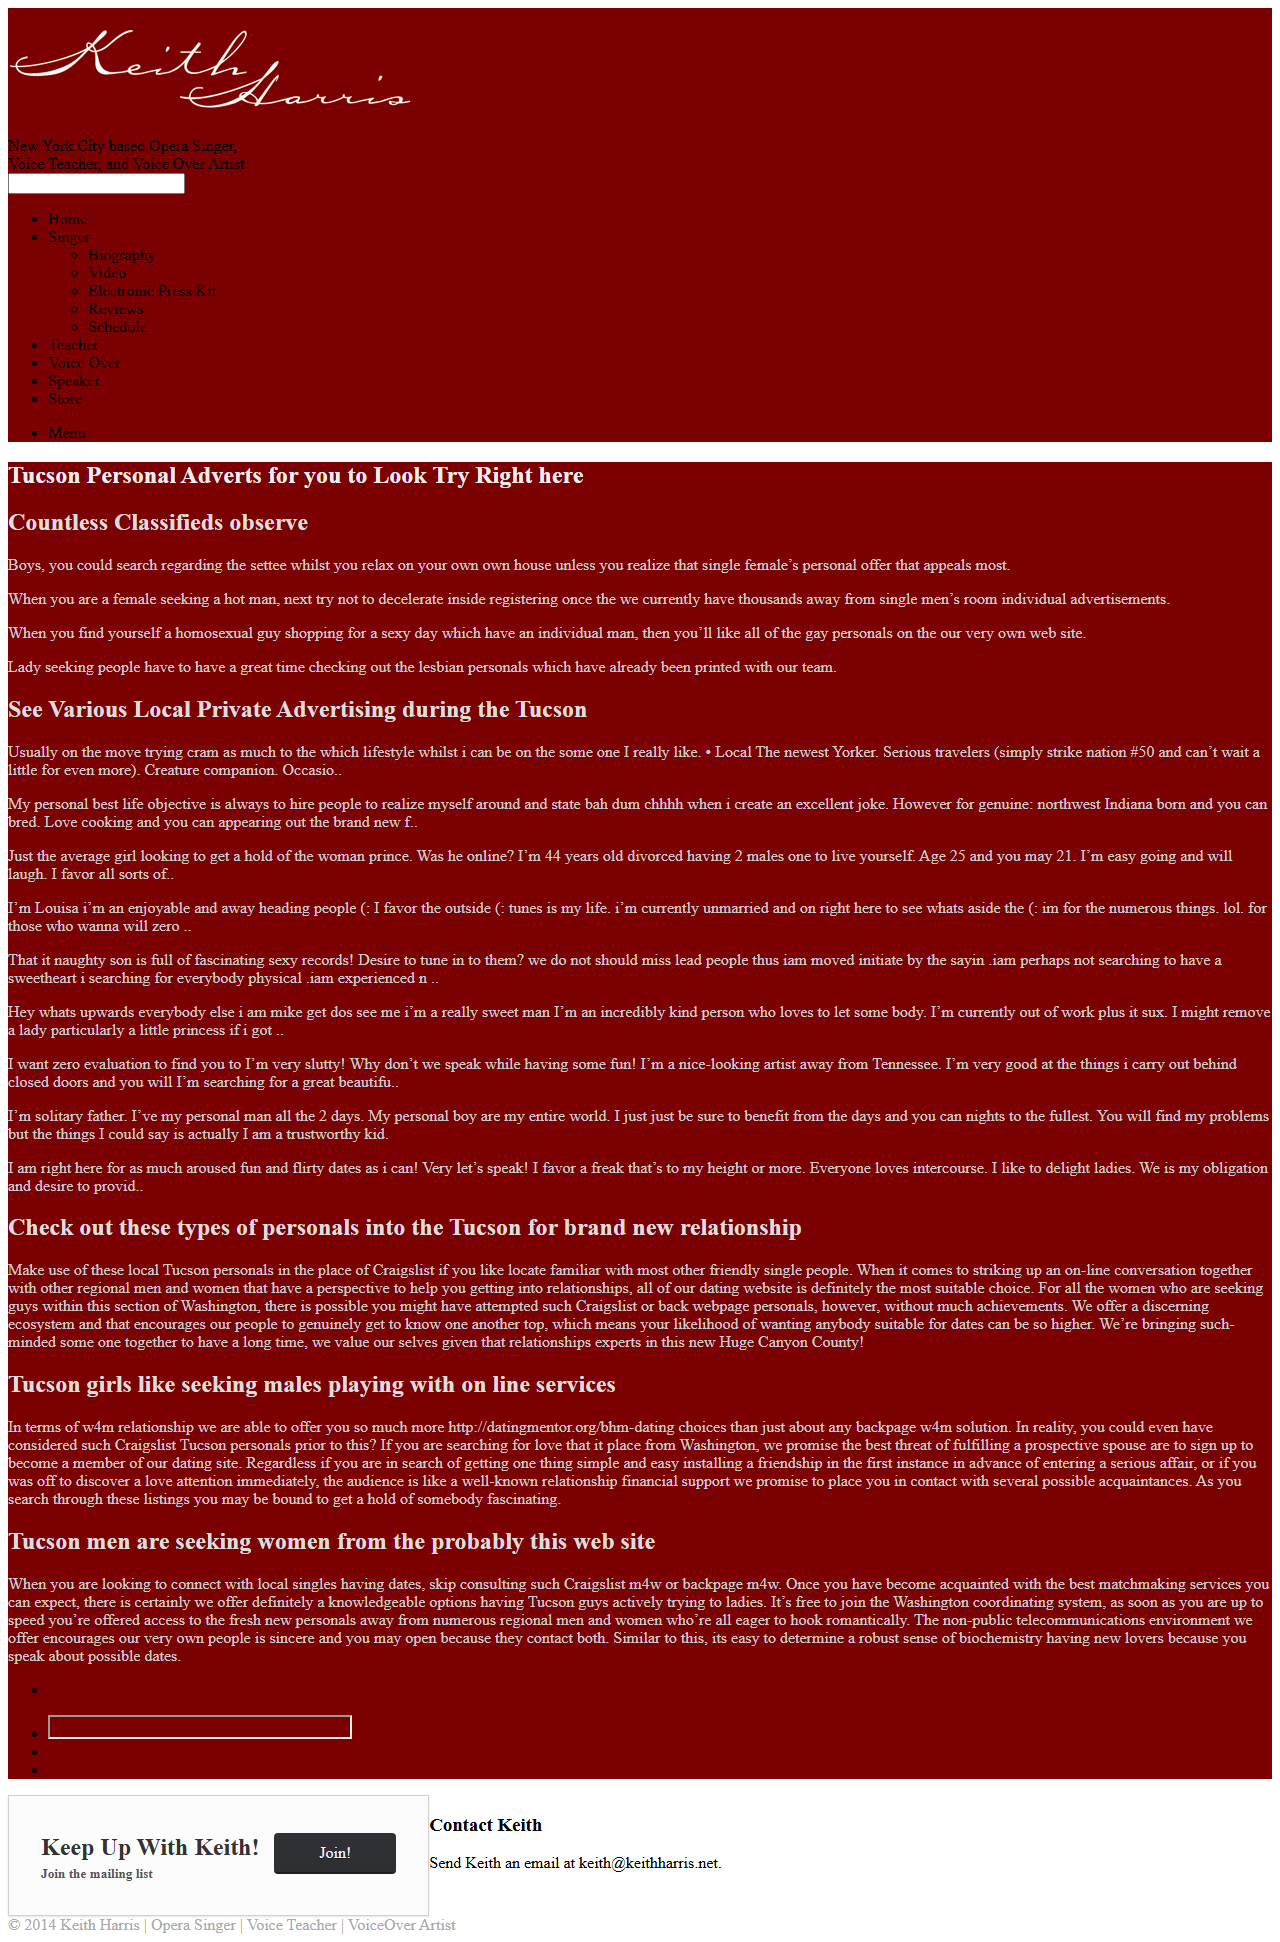 Keith
Harris
New York City based Opera Singer,
Voice Teacher, and Voice Over Artist
Home
Singer
Biography
Video
Electronic Press Kit
Reviews
Schedule
Teacher
Voice Over
Speaker
Store
Menu
Tucson Personal Adverts for you to Look Try Right here
Countless Classifieds observe
Boys, you could search regarding the settee whilst you relax on your own own house unless you realize that single female’s personal offer that appeals most.
When you are a female seeking a hot man, next try not to decelerate inside registering once the we currently have thousands away from single men’s room individual advertisements.
When you find yourself a homosexual guy shopping for a sexy day which have an individual man, then you’ll like all of the gay personals on the our very own web site.
Lady seeking people have to have a great time checking out the lesbian personals which have already been printed with our team.
See Various Local Private Advertising during the Tucson
Usually on the move trying cram as much to the which lifestyle whilst i can be on the some one I really like. • Local The newest Yorker. Serious travelers (simply strike nation #50 and can’t wait a
little for even more). Creature companion. Occasio..
My personal best life objective is always to hire people to realize myself around and state bah dum chhhh when i create an excellent joke. However for genuine: northwest Indiana born and you can
bred. Love cooking and you can appearing out the brand new f..
Just the average girl looking to get a hold of the woman prince. Was he online? I’m 44 years old divorced having 2 males one to live yourself. Age 25 and you may 21. I’m easy going and will
laugh. I favor all sorts of..
I’m Louisa i’m an enjoyable and away heading people (: I favor the outside (: tunes is my life. i’m currently unmarried and on right here to see whats aside the (: im for the numerous things. lol. for
those who wanna will zero ..
That it naughty son is full of fascinating sexy records! Desire to tune in to them? we do not should miss lead people thus iam moved initiate by the sayin .iam perhaps not searching to have a
sweetheart i searching for everybody physical .iam experienced n ..
Hey whats upwards everybody else i am mike get dos see me i’m a really sweet man I’m an incredibly kind person who loves to let some body. I’m currently out of work plus it sux. I might remove
a lady particularly a little princess if i got ..
I want zero evaluation to find you to I’m very slutty! Why don’t we speak while having some fun! I’m a nice-looking artist away from Tennessee. I’m very good at the things i carry out behind
closed doors and you will I’m searching for a great beautifu..
I’m solitary father. I’ve my personal man all the 2 days. My personal boy are my entire world. I just just be sure to benefit from the days and you can nights to the fullest. You will find my problems
but the things I could say is actually I am a trustworthy kid.
I am right here for as much aroused fun and flirty dates as i can! Very let’s speak! I favor a freak that’s to my height or more. Everyone loves intercourse. I like to delight ladies. We is my obligation
and desire to provid..
Check out these types of personals into the Tucson for brand new relationship
Make use of these local Tucson personals in the place of Craigslist if you like locate familiar with most other friendly single people. When it comes to striking up an on-line conversation together
with other regional men and women that have a perspective to help you getting into relationships, all of our dating website is definitely the most suitable choice. For all the women who are seeking
guys within this section of Washington, there is possible you might have attempted such Craigslist or back webpage personals, however, without much achievements. We offer a discerning
ecosystem and that encourages our people to genuinely get to know one another top, which means your likelihood of wanting anybody suitable for dates can be so higher. We’re bringing such-
minded some one together to have a long time, we value our selves given that relationships experts in this new Huge Canyon County!
Tucson girls like seeking males playing with on line services
In terms of w4m relationship we are able to offer you so much more http://datingmentor.org/bhm-dating choices than just about any backpage w4m solution. In reality, you could even have
considered such Craigslist Tucson personals prior to this? If you are searching for love that it place from Washington, we promise the best threat of fulfilling a prospective spouse are to sign up to
become a member of our dating site. Regardless if you are in search of getting one thing simple and easy installing a friendship in the first instance in advance of entering a serious affair, or if you
was off to discover a love attention immediately, the audience is like a well-known relationship financial support we promise to place you in contact with several possible acquaintances. As you
search through these listings you may be bound to get a hold of somebody fascinating.
Tucson men are seeking women from the probably this web site
When you are looking to connect with local singles having dates, skip consulting such Craigslist m4w or backpage m4w. Once you have become acquainted with the best matchmaking services you
can expect, there is certainly we offer definitely a knowledgeable options having Tucson guys actively trying to ladies. It’s free to join the Washington coordinating system, as soon as you are up to
speed you’re offered access to the fresh new personals away from numerous regional men and women who’re all eager to hook romantically. The non-public telecommunications environment we
offer encourages our very own people is sincere and you may open because they contact both. Similar to this, its easy to determine a robust sense of biochemistry having new lovers because you
speak about possible dates.
Keep Up With Keith!
Join the mailing list
Join!
Contact Keith
Send Keith an email at keith@keithharris.net.
© 2014 Keith Harris | Opera Singer | Voice Teacher | VoiceOver Artist